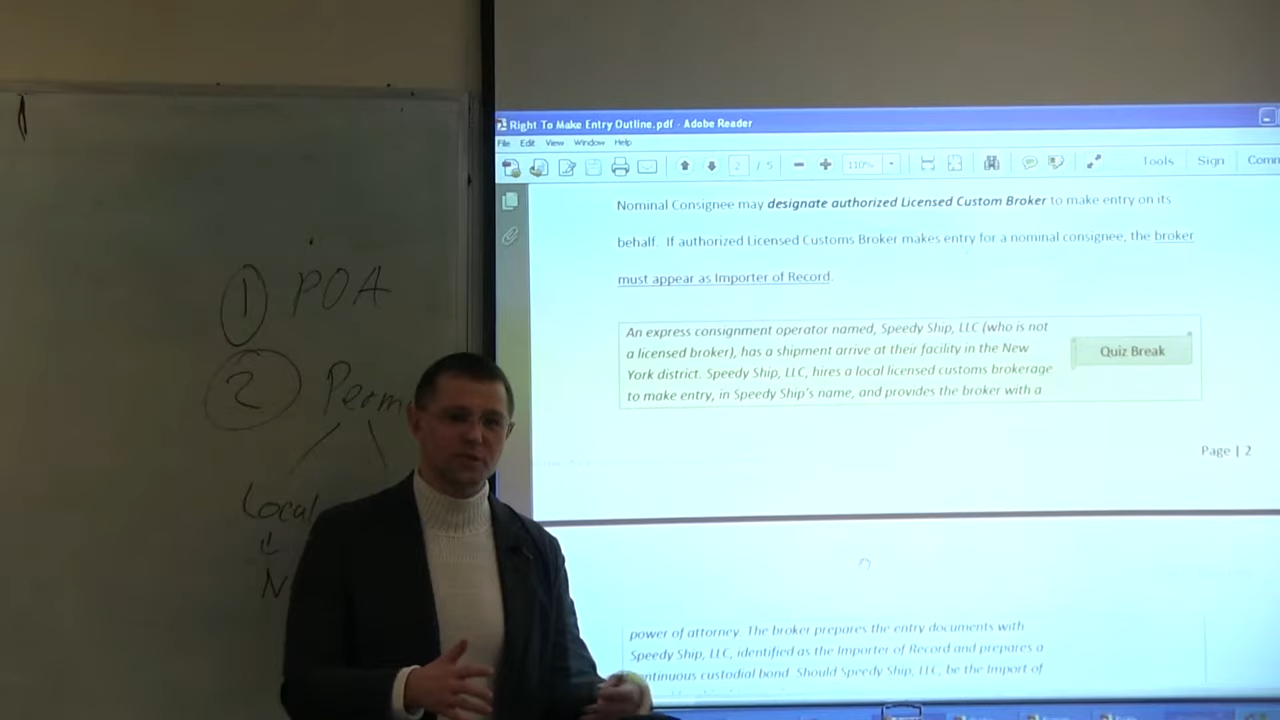 1 POA
2 Perm
Local
N
Right To Make Entry Outline.pdf - Adobe Reader
File Edit View Window Help
2 / 5 110% Tools Sign Comm
Nominal Consignee may designate authorized Licensed Custom Broker to make entry on its
behalf. If authorized Licensed Customs Broker makes entry for a nominal consignee, the broker
must appear as Importer of Record.
An express consignment operator named, Speedy Ship, LLC (who is not
a licensed broker), has a shipment arrive at their facility in the New
York district. Speedy Ship, LLC, hires a local licensed customs brokerage
to make entry, in Speedy Ship's name, and provides the broker with a
Quiz Break
Page | 2
power of attorney. The broker prepares the entry documents with
Speedy Ship, LLC, identified as the Importer of Record and prepares a
continuous custodial bond. Should Speedy Ship, LLC, be the Import of